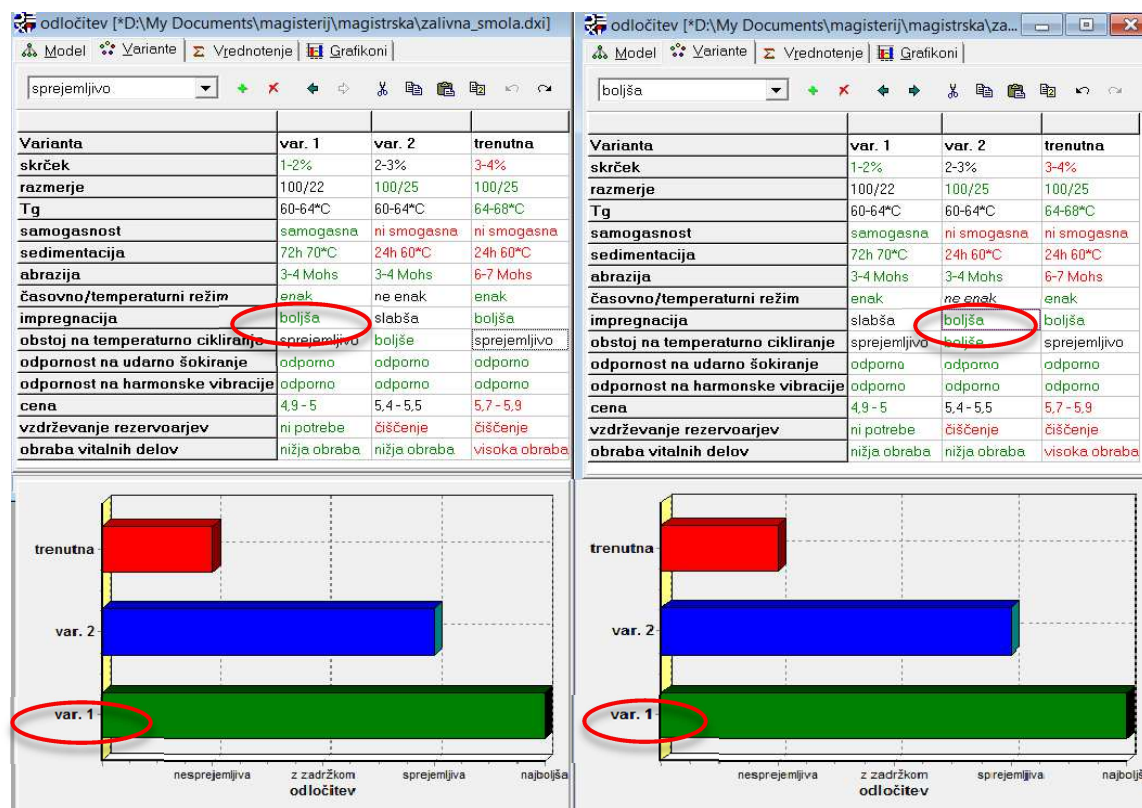 odločitev [*D:\My Documents\magisterij\magistrska\zalivna_smola.dxi]
Model Variante Σ Vrednotenje Grafikoni
sprejemljivo
Varianta var. 1 var. 2 trenutna
skrček 1-2% 2-3% 3-4%
razmerje 100/22 100/25 100/25
Tg 60-64*C 60-64*C 64-68*C
samogasnost samogasna ni smogasna ni smogasna
sedimentacija 72h 70*C 24h 60*C 24h 60*C
abrazija 3-4 Mohs 3-4 Mohs 6-7 Mohs
časovno/temperaturni režim enak ne enak enak
impregnacija boljša slabša boljša
obstoj na temperaturno cikliranje sprejemljivo boljše sprejemljivo
odpornost na udarno šokiranje odporno odporno odporno
odpornost na harmonske vibracije odporno odporno odporno
cena 4,9 - 5 5,4 - 5,5 5,7 - 5,9
vzdrževanje rezervoarjev ni potrebe čiščenje čiščenje
obraba vitalnih delov nižja obraba nižja obraba visoka obraba
trenutna
var. 2
var. 1
nesprejemljiva z zadržkom sprejemljiva najboljša
odločitev
odločitev [*D:\My Documents\magisterij\magistrska\za...
Model Variante Σ Vrednotenje Grafikoni
boljša
Varianta var. 1 var. 2 trenutna
skrček 1-2% 2-3% 3-4%
razmerje 100/22 100/25 100/25
Tg 60-64*C 60-64*C 64-68*C
samogasnost samogasna ni smogasna ni smogasna
sedimentacija 72h 70*C 24h 60*C 24h 60*C
abrazija 3-4 Mohs 3-4 Mohs 6-7 Mohs
časovno/temperaturni režim enak ne enak enak
impregnacija slabša boljša boljša
obstoj na temperaturno cikliranje sprejemljivo boljše sprejemljivo
odpornost na udarno šokiranje odporno odporno odporno
odpornost na harmonske vibracije odporno odporno odporno
cena 4,9 - 5 5,4 - 5,5 5,7 - 5,9
vzdrževanje rezervoarjev ni potrebe čiščenje čiščenje
obraba vitalnih delov nižja obraba nižja obraba visoka obraba
trenutna
var. 2
var. 1
nesprejemljiva z zadržkom sprejemljiva najboljš
odločitev